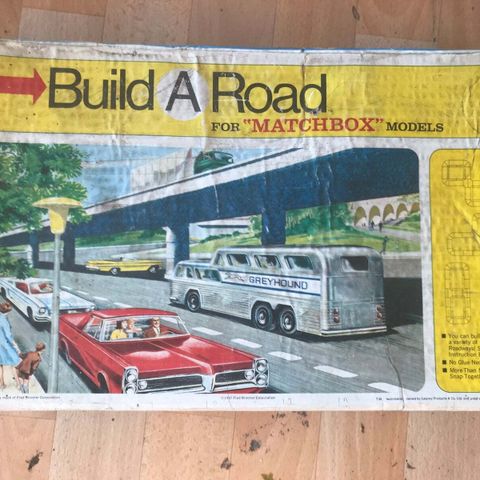 Build A Road
FOR "MATCHBOX" MODELS
GREYHOUND
You can buil
a variety of
Roadways! S
Instruction B
No Glue Nee
More Than 5
Snap Togeth